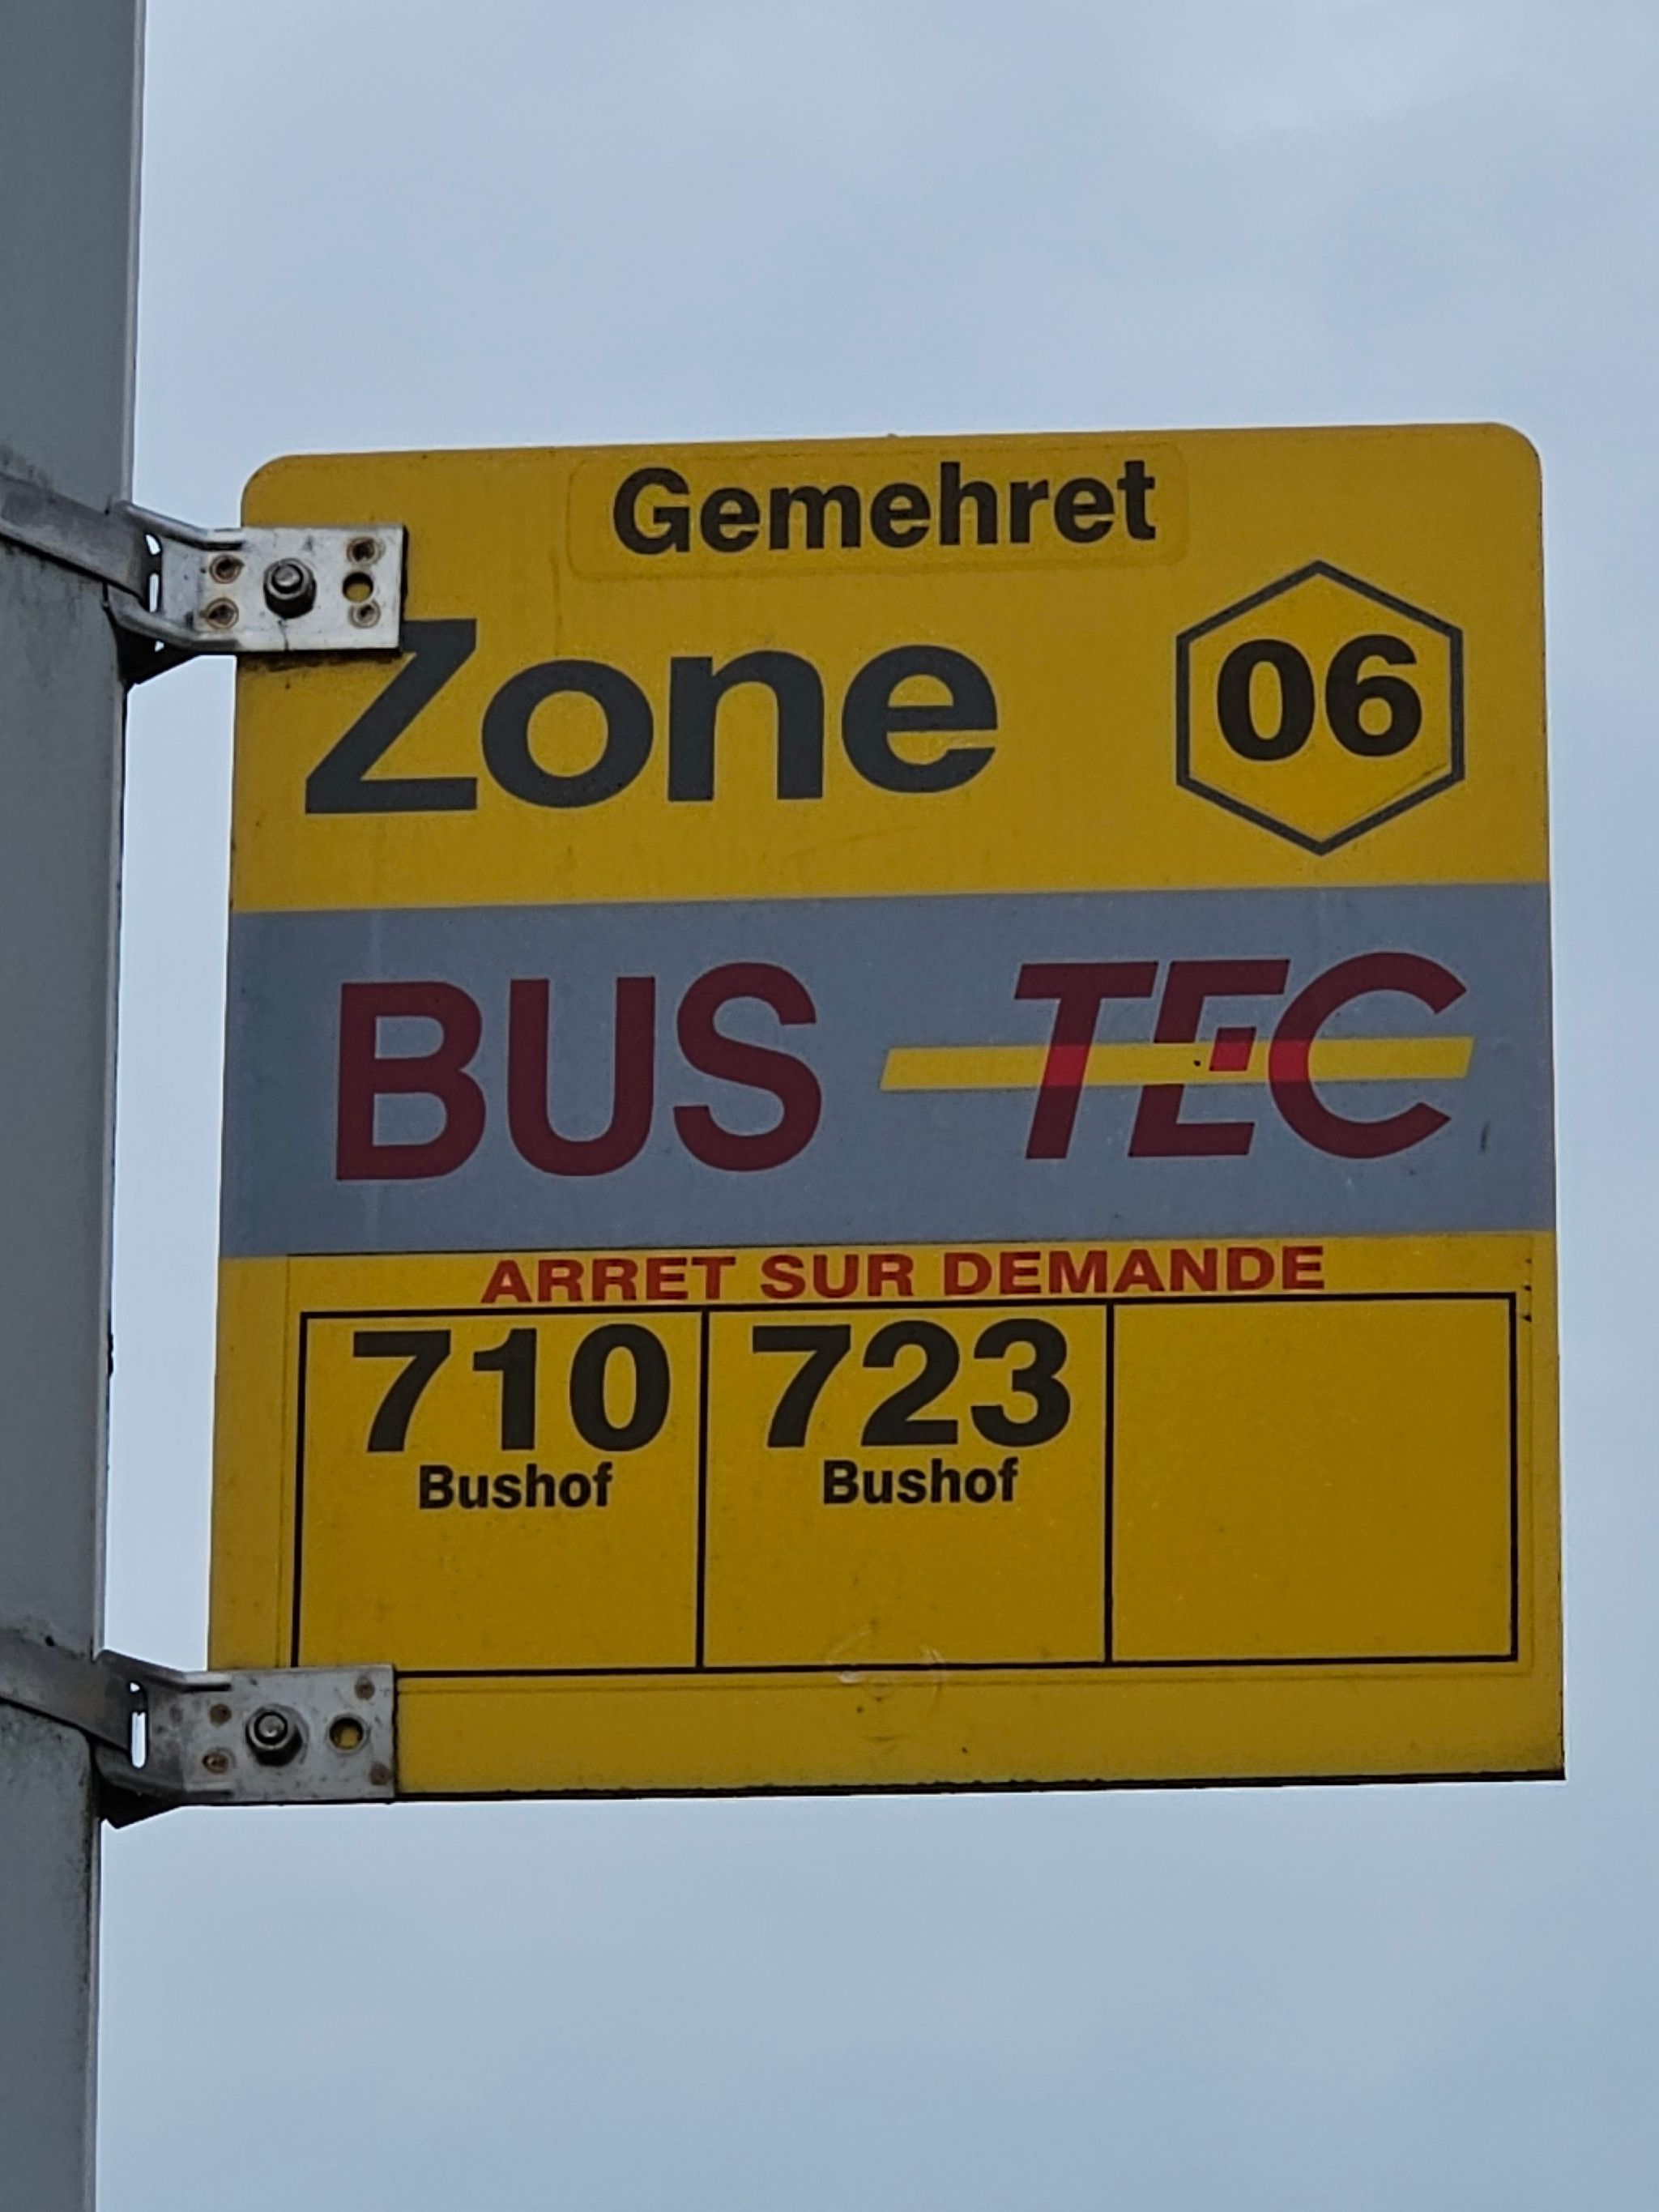 Gemehret
Zone 06
BUS TEC
ARRET SUR DEMANDE
710 723
Bushof Bushof